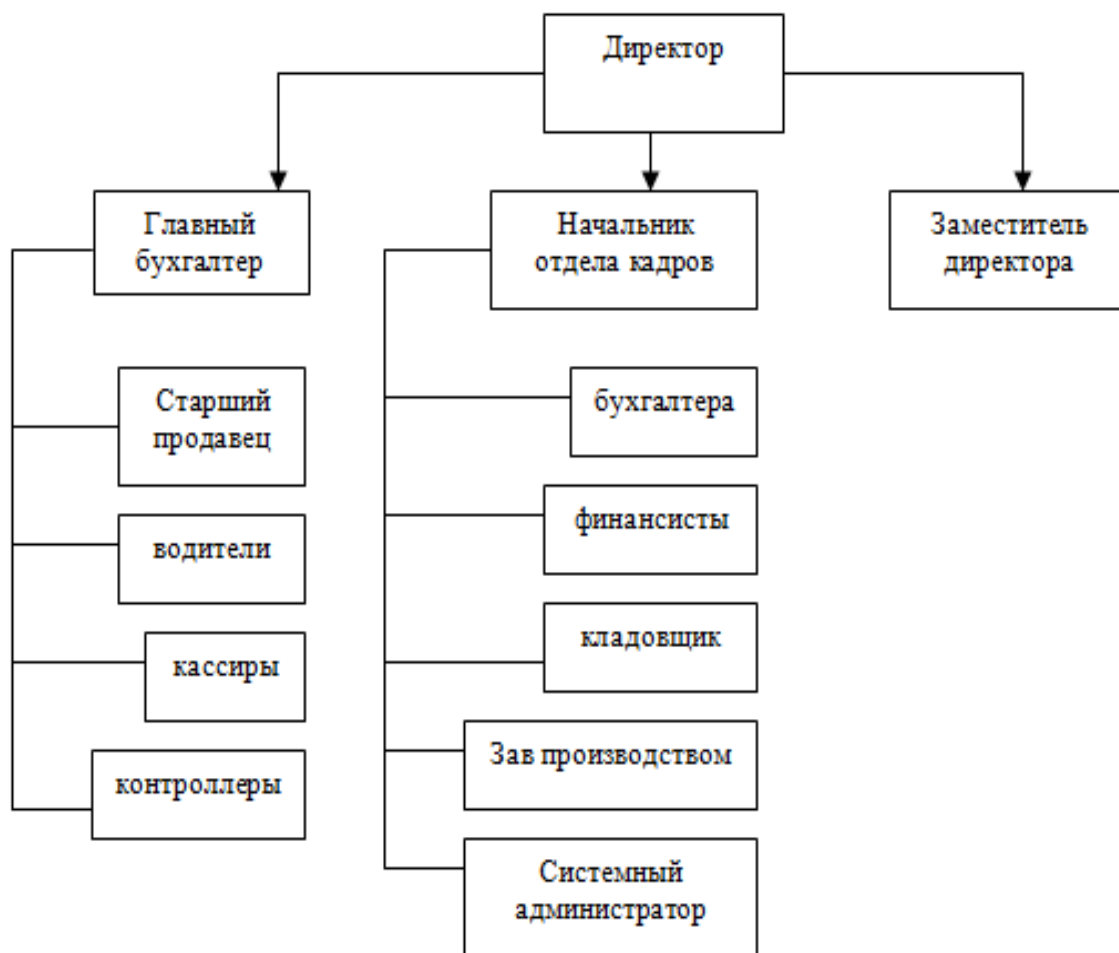 Директор
Главный
бухгалтер
Начальник
отдела кадров
Заместитель
директора
Старший
продавец
водители
кассиры
контроллеры
бухгалтера
финансисты
кладовщик
Зав производством
Системный
администратор